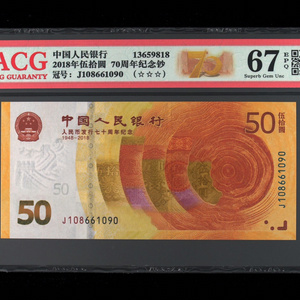 ACG
GUARANTY
中国人民银行 13659818
2018年伍拾圆 70周年纪念钞
冠号: J108661090 (☆☆☆)
70
67 EPQ
Superb Gem Unc
中国人民银行
人民币发行七十周年纪念
1948-2018
50
伍拾圆
50
50
J108661090
J108661090